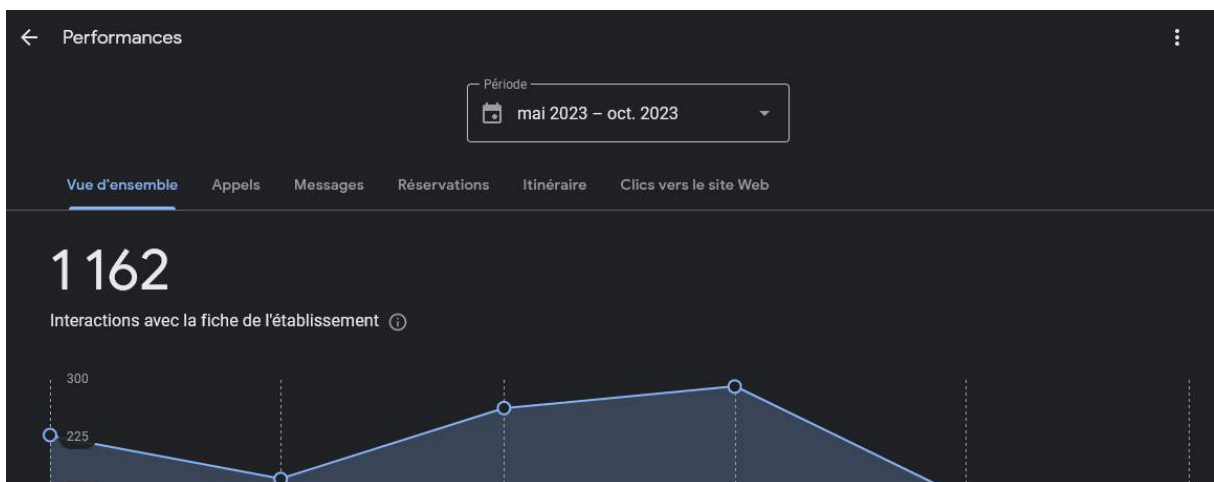 Performances
Période
mai 2023 – oct. 2023
Vue d'ensemble Appels Messages Réservations Itinéraire Clics vers le site Web
1 162
Interactions avec la fiche de l'établissement
300
225